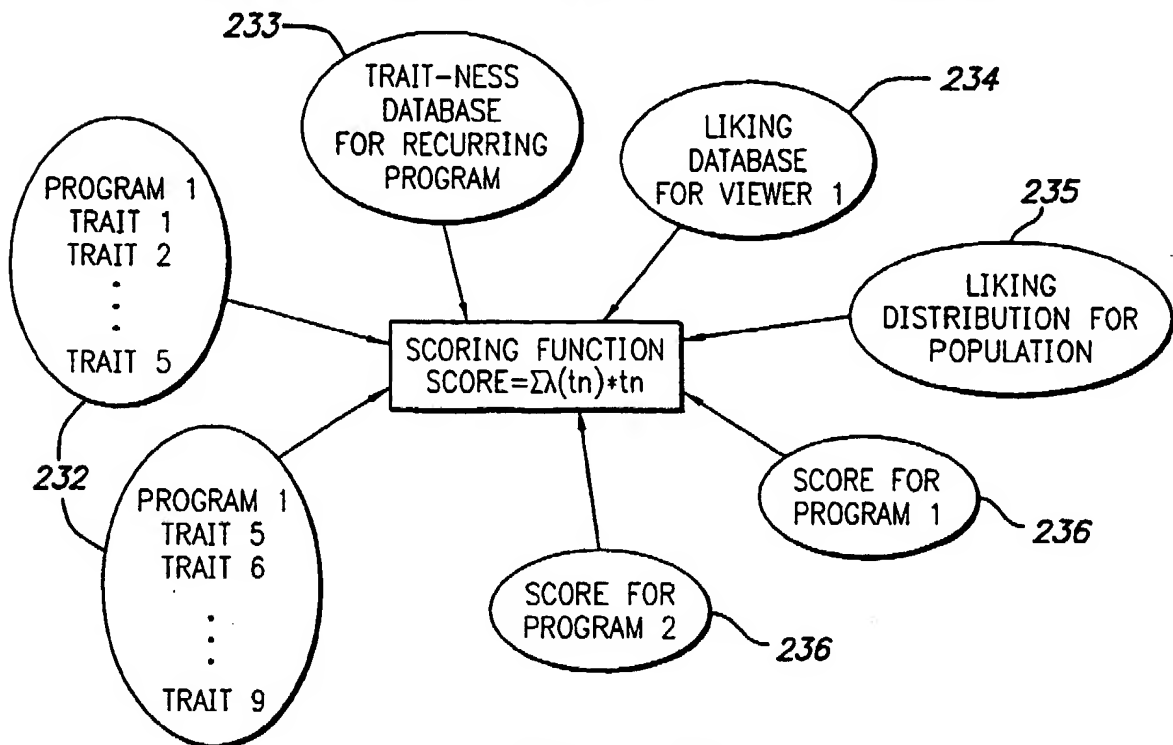 233
TRAIT-NESS
DATABASE
FOR RECURRING
PROGRAM
234
LIKING
DATABASE
FOR VIEWER 1
235
LIKING
DISTRIBUTION FOR
POPULATION
PROGRAM 1
TRAIT 1
TRAIT 2
.
.
.
TRAIT 5
SCORING FUNCTION
SCORE=Σλ(tn)*tn
232
PROGRAM 1
TRAIT 5
TRAIT 6
.
.
.
TRAIT 9
SCORE FOR
PROGRAM 2
236
SCORE FOR
PROGRAM 1
236